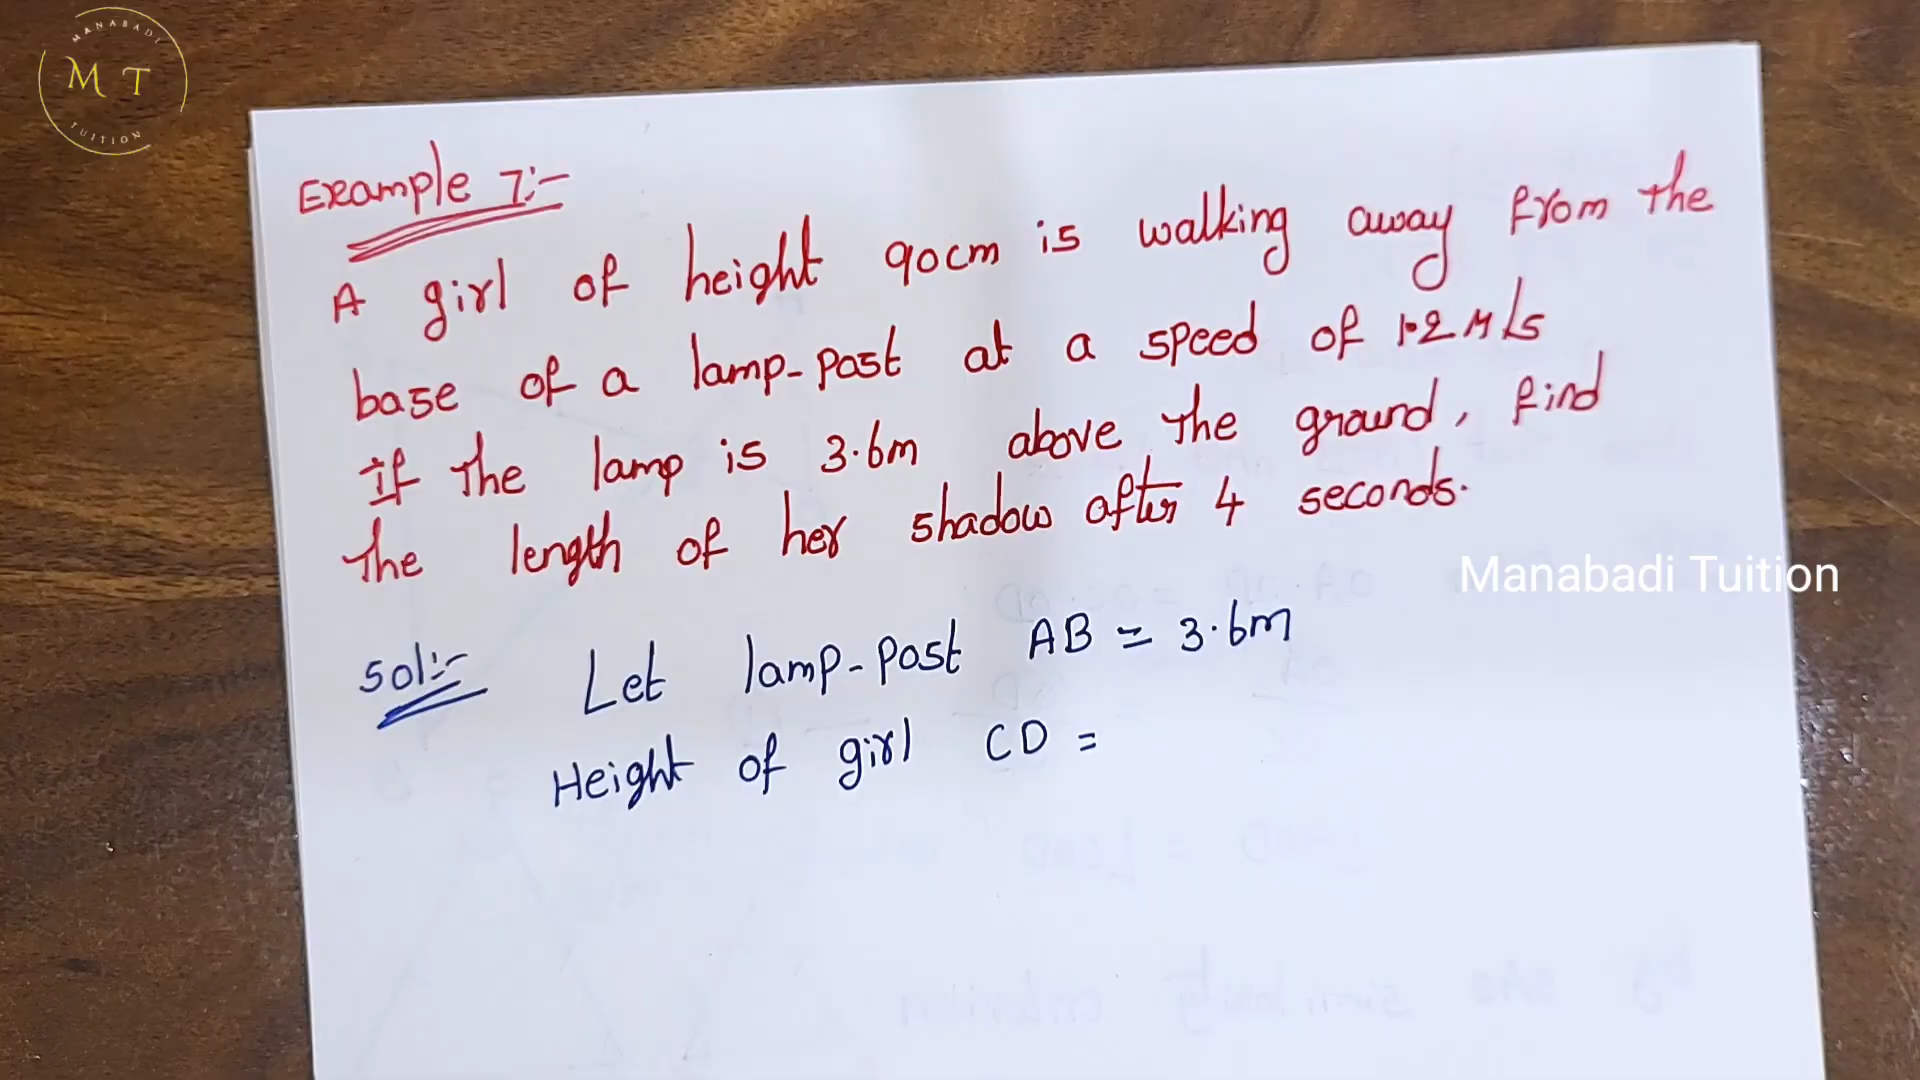 MANABADI
M T
TUITION
Example 7:-
A girl of height 90cm is walking away from the
base of a lamp-post at a speed of 1.2 M/s
if the lamp is 3.6m above the ground, find
the length of her shadow after 4 seconds.
Manabadi Tuition
Sol:- Let lamp-post AB = 3.6m
Height of girl CD =